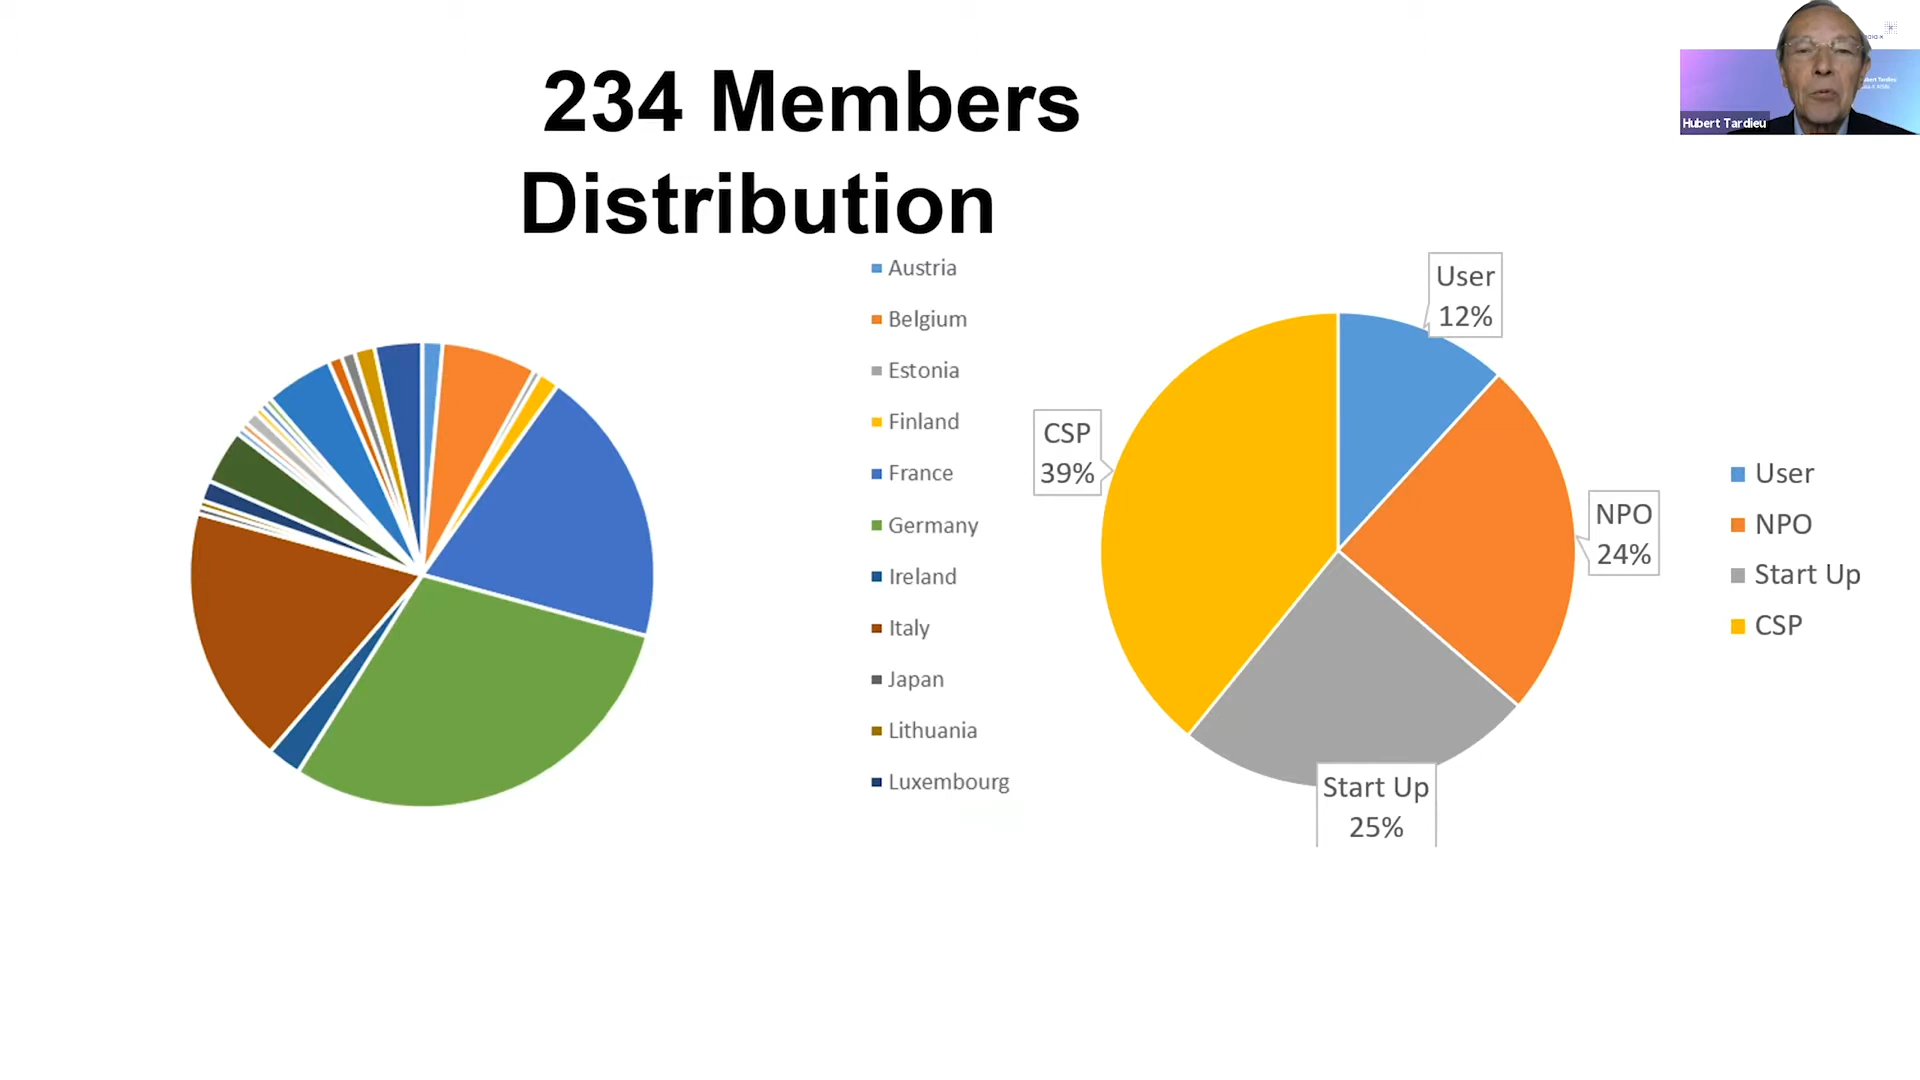 234 Members
Distribution
Hubert Tardieu
Austria
Belgium
Estonia
Finland
France
Germany
Ireland
Italy
Japan
Lithuania
Luxembourg
User
12%
CSP
39%
NPO
24%
Start Up
25%
User
NPO
Start Up
CSP